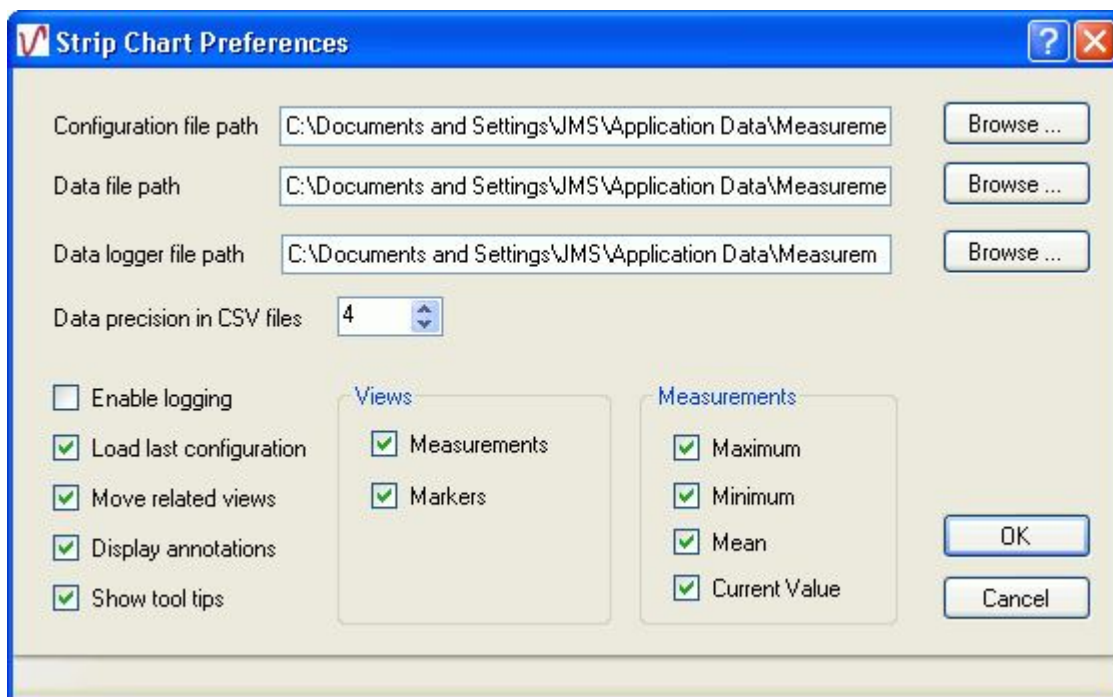 Strip Chart Preferences
?
Configuration file path C:\Documents and Settings\JMS\Application Data\Measureme Browse ...
Data file path C:\Documents and Settings\JMS\Application Data\Measureme Browse ...
Data logger file path C:\Documents and Settings\JMS\Application Data\Measurem Browse ...
Data precision in CSV files 4
Enable logging
Load last configuration
Move related views
Display annotations
Show tool tips
Views
Measurements
Markers
Measurements
Maximum
Minimum
Mean
Current Value
OK
Cancel